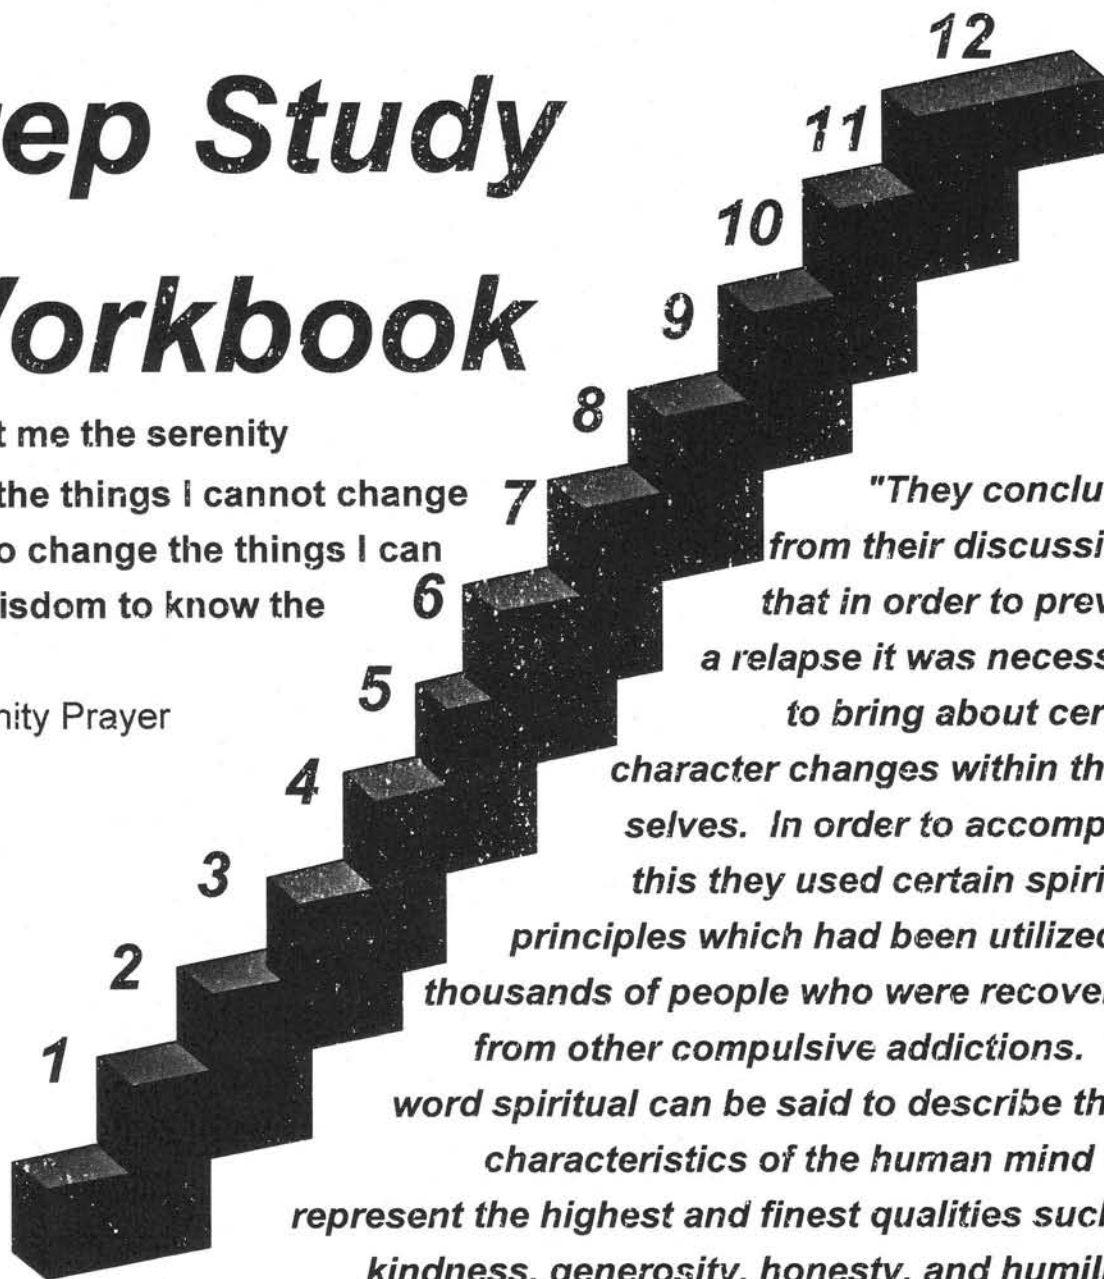 ep Study
orkbook
t me the serenity
the things I cannot change
o change the things I can
isdom to know the
nity Prayer
12
11
10
9
8
7
6
5
4
3
2
1
"They conclu
from their discussi
that in order to prev
a relapse it was necess
to bring about cer
character changes within th
selves. In order to accomp
this they used certain spiri
principles which had been utilized
thousands of people who were recove
from other compulsive addictions.
word spiritual can be said to describe th
characteristics of the human mind
represent the highest and finest qualities such
kindness, generosity, honesty, and humili